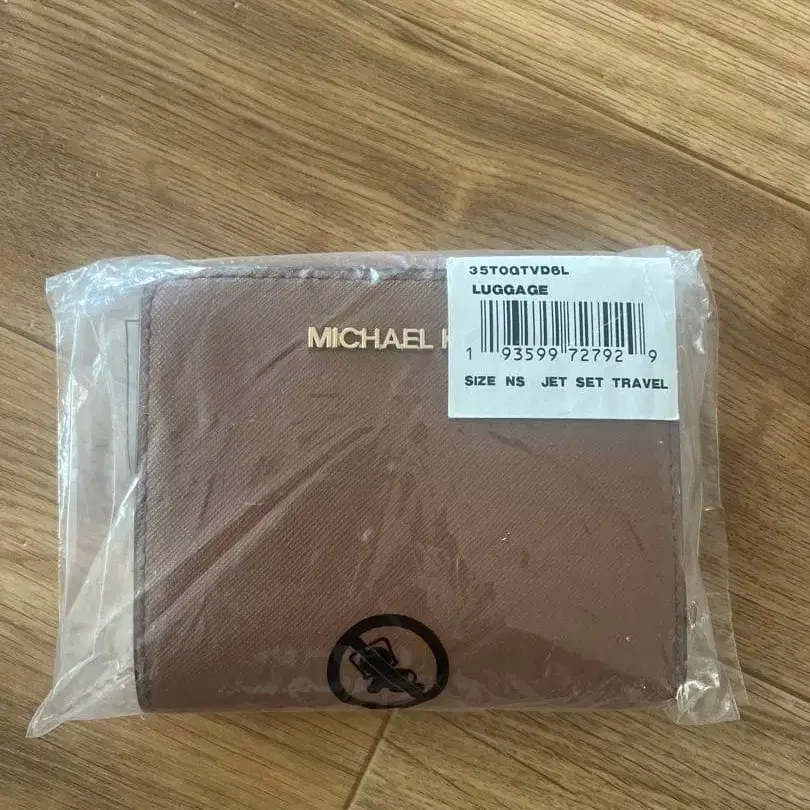 35T0GTVD6L
LUGGAGE
MICHAEL K
1 93599 72792 9
SIZE NS JET SET TRAVEL